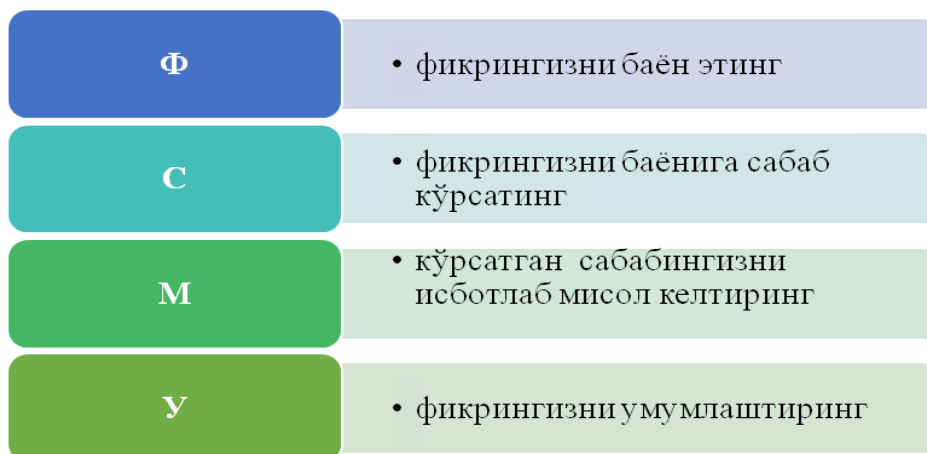 Ф
• фикрингизни баён этинг
С
• фикрингизни баёнига сабаб
кўрсатинг
М
• кўрсатган сабабингизни
исботлаб мисол келтиринг
У
• фикрингизни умумлаштиринг